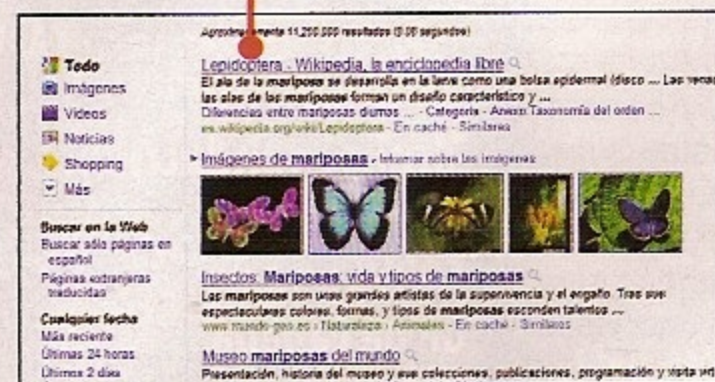 Aproximadamente 11,200,000 resultados (0.08 segundos)
Todo
Imágenes
Videos
Noticias
Shopping
Más
Buscar en la Web
Buscar sólo páginas en
español
Páginas extranjeras
traducidas
Cualquier fecha
Más reciente
Últimas 24 horas
Últimos 2 días
Lepidoptera - Wikipedia, la enciclopedia libre
El ala de la mariposa se desarrolla en la larva como una bolsa epidermal (disco ... Las venas
las alas de las mariposas forman un diseño característico y ...
Diferencias entre mariposas diurnas ... - Categoría - Anexo:Taxonomía del orden ...
es.wikipedia.org/wiki/Lepidoptera - En caché - Similares
Imágenes de mariposas - Informar sobre las imágenes
Insectos: Mariposas: vida y tipos de mariposas
Las mariposas son unas grandes artistas de la supervivencia y el engaño. Tras sus
espectaculares colores, formas, y tipos de mariposas esconden talentos ...
www.mundo-geo.es › Naturaleza › Animales - En caché - Similares
Museo mariposas del mundo
Presentación, historia del museo y sus colecciones, publicaciones, programación y visita